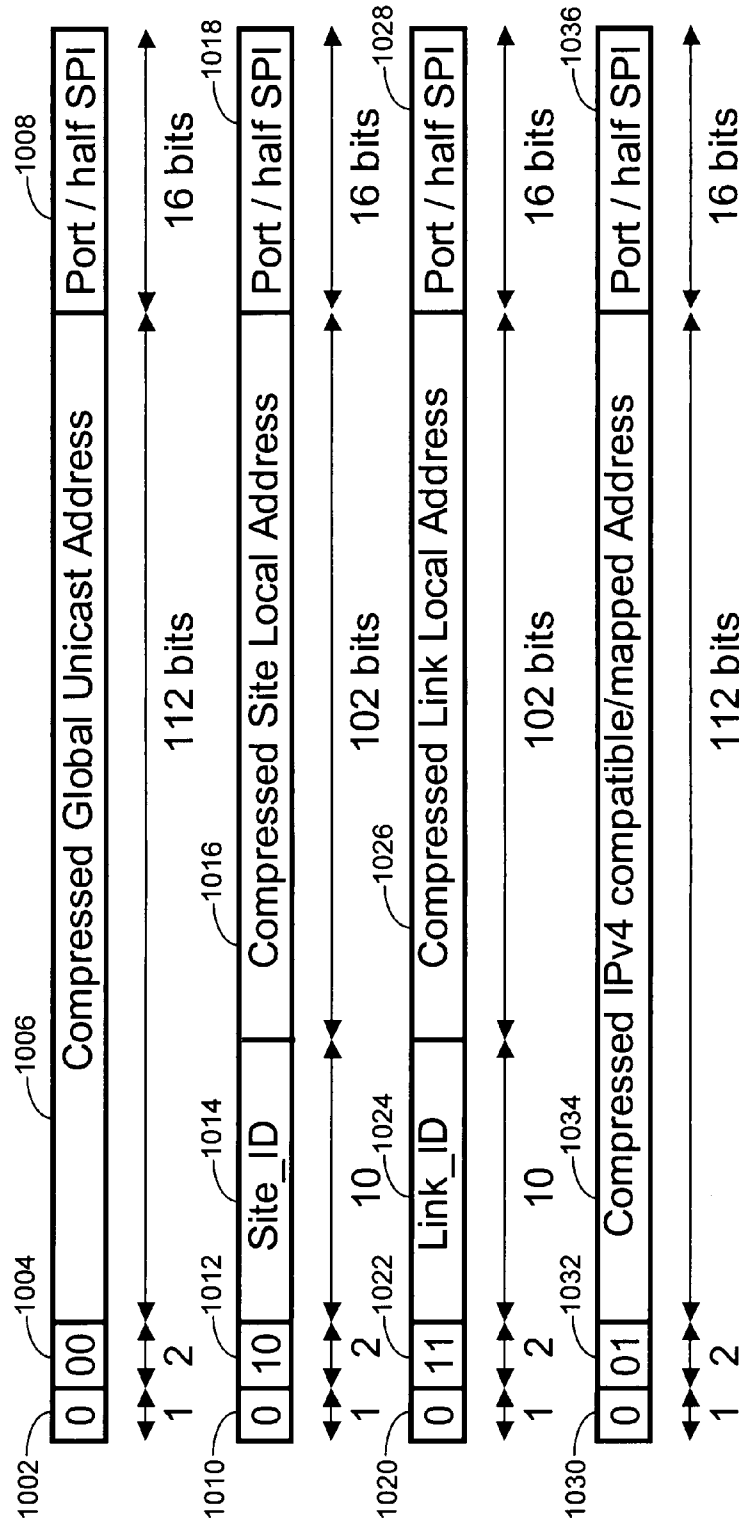 1002 1004 1006 1008
0 00 Compressed Global Unicast Address Port / half SPI
1 2 112 bits 16 bits
1010 1012 1014 1016 1018
0 10 Site_ID Compressed Site Local Address Port / half SPI
1 2 10 102 bits 16 bits
1020 1022 1024 1026 1028
0 11 Link_ID Compressed Link Local Address Port / half SPI
1 2 10 102 bits 16 bits
1030 1032 1034 1036
0 01 Compressed IPv4 compatible/mapped Address Port / half SPI
1 2 112 bits 16 bits